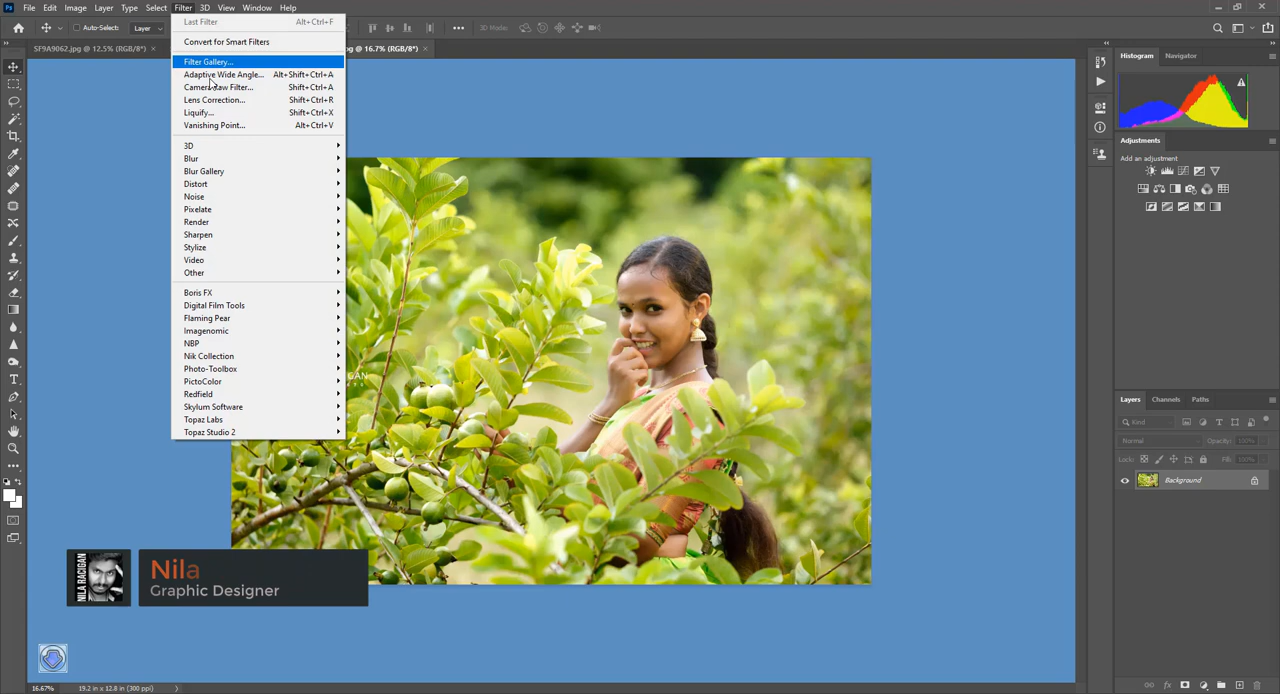 Ps File Edit Image Layer Type Select Filter 3D View Window Help
Auto-Select: Layer 3D Mode:
SF9A9062.jpg @ 12.5% (RGB/8*) × .jpg @ 16.7% (RGB/8*) ×
Last Filter Alt+Ctrl+F
Convert for Smart Filters
Filter Gallery...
Adaptive Wide Angle... Alt+Shift+Ctrl+A
Camera Raw Filter... Shift+Ctrl+A
Lens Correction... Shift+Ctrl+R
Liquify... Shift+Ctrl+X
Vanishing Point... Alt+Ctrl+V
3D
Blur
Blur Gallery
Distort
Noise
Pixelate
Render
Sharpen
Stylize
Video
Other
Boris FX
Digital Film Tools
Flaming Pear
Imagenomic
NBP
Nik Collection
Photo-Toolbox
PictoColor
Redfield
Skylum Software
Topaz Labs
Topaz Studio 2
Histogram Navigator
Adjustments
Add an adjustment
Layers Channels Paths
Kind
Normal Opacity: 100%
Lock: Fill: 100%
Background
NILA RACIGAN
Nila
Graphic Designer
16.67% 19.2 in x 12.8 in (300 ppi)